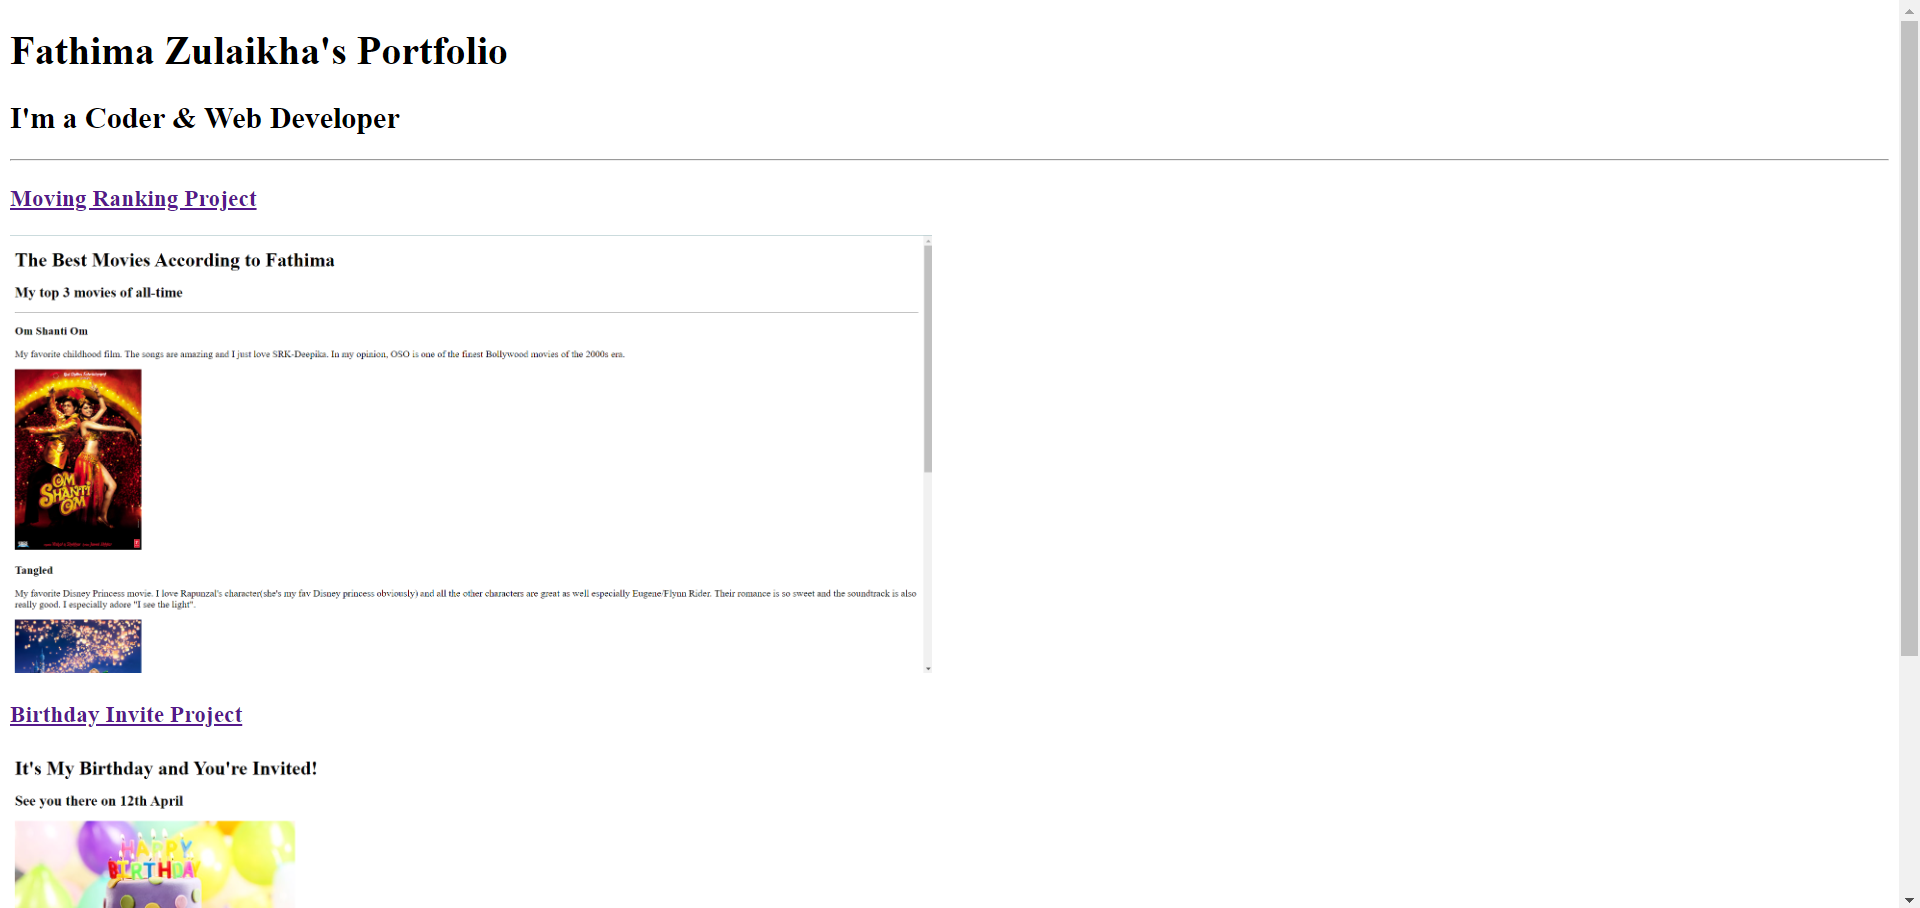 Fathima Zulaikha's Portfolio
I'm a Coder & Web Developer
Moving Ranking Project
The Best Movies According to Fathima
My top 3 movies of all-time
Om Shanti Om
My favorite childhood film. The songs are amazing and I just love SRK-Deepika. In my opinion, OSO is one of the finest Bollywood movies of the 2000s era.
OM
SHANTI
OM
Tangled
My favorite Disney Princess movie. I love Rapunzal's character(she's my fav Disney princess obviously) and all the other characters are great as well especially Eugene/Flynn Rider. Their romance is so sweet and the soundtrack is also
really good. I especially adore "I see the light".
Birthday Invite Project
It's My Birthday and You're Invited!
See you there on 12th April
HAPPY
BIRTHDAY